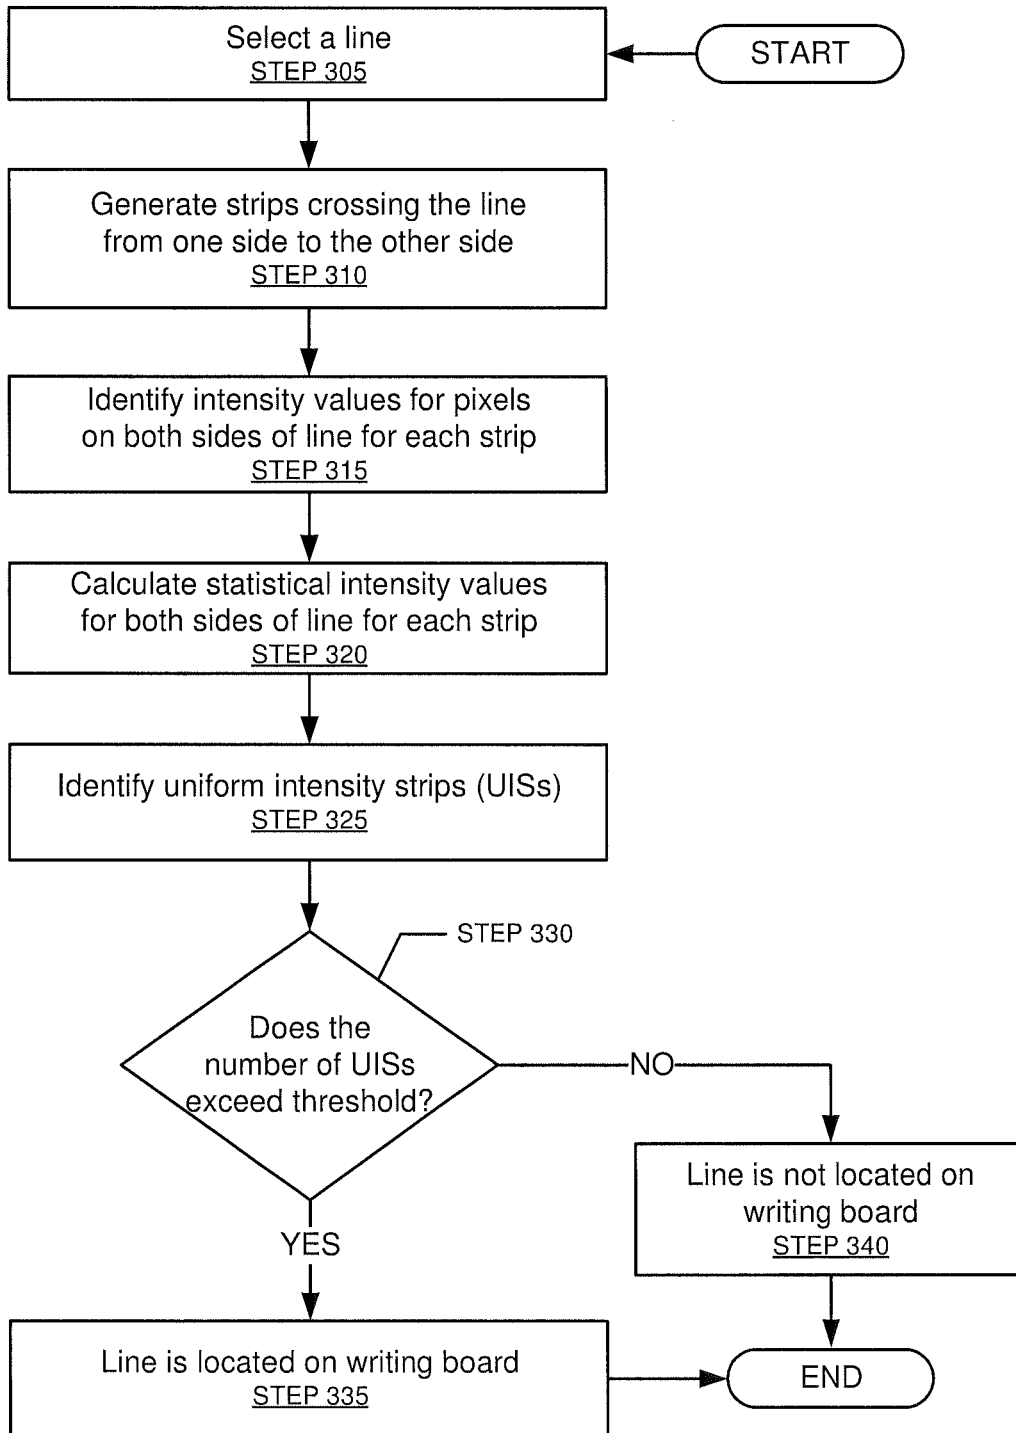 START
Select a line
STEP 305
Generate strips crossing the line
from one side to the other side
STEP 310
Identify intensity values for pixels
on both sides of line for each strip
STEP 315
Calculate statistical intensity values
for both sides of line for each strip
STEP 320
Identify uniform intensity strips (UISs)
STEP 325
STEP 330
Does the
number of UISs
exceed threshold?
NO
Line is not located on
writing board
STEP 340
YES
Line is located on writing board
STEP 335
END